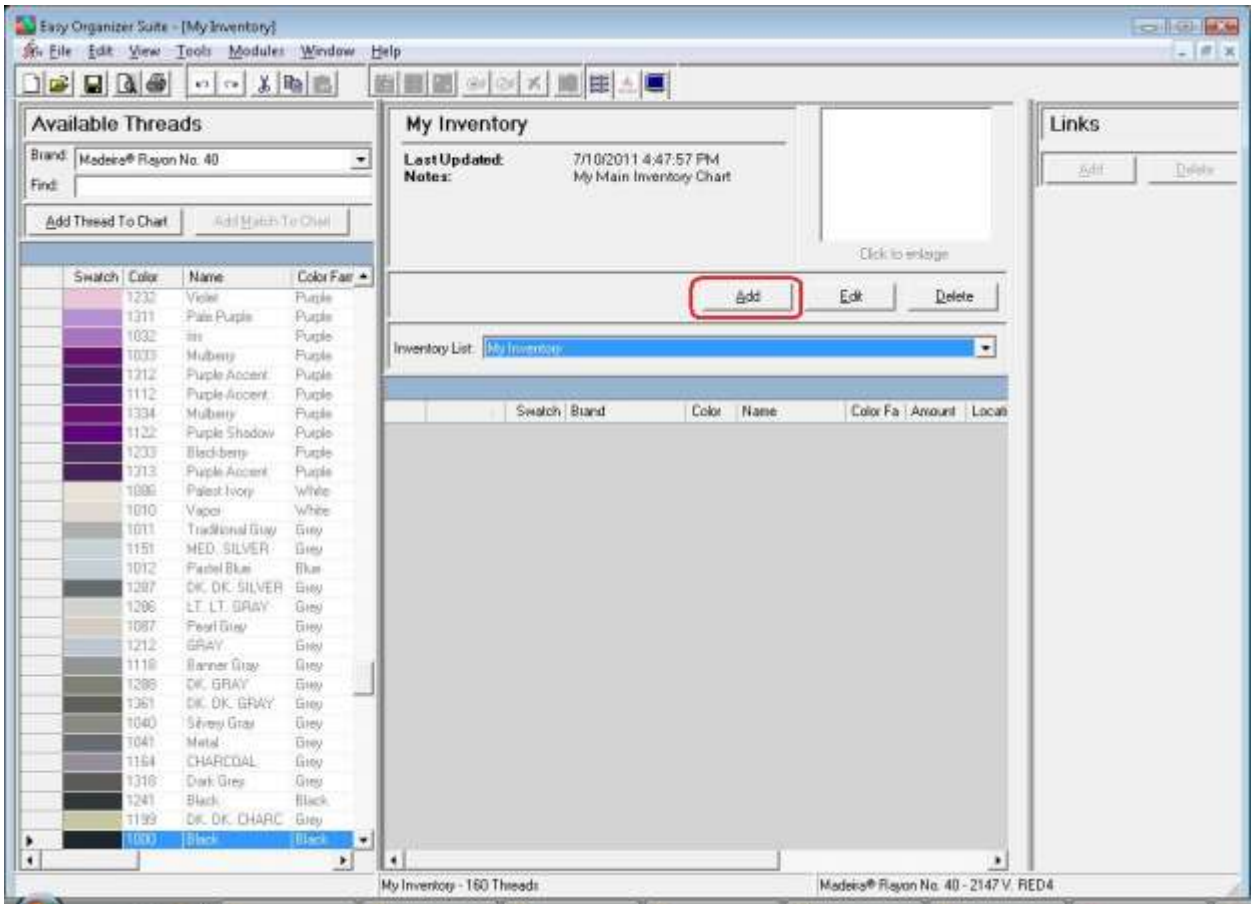 Easy Organizer Suite - [My Inventory]
File Edit View Tools Modules Window Help
Available Threads
Brand: Madeira® Rayon No. 40
Find:
Add Thread To Chart Add Match To Chart
Swatch Color Name Color Fam
1232 Violet Purple
1311 Pale Purple Purple
1032 Iris Purple
1033 Mulberry Purple
1312 Purple Accent Purple
1112 Purple Accent Purple
1334 Mulberry Purple
1122 Purple Shadow Purple
1233 Blackberry Purple
1313 Purple Accent Purple
1086 Palest Ivory White
1010 Vapor White
1011 Traditional Gray Grey
1151 MED. SILVER Grey
1012 Pastel Blue Blue
1287 DK. DK. SILVER Grey
1286 LT. LT. GRAY Grey
1087 Pearl Gray Grey
1212 GRAY Grey
1118 Banner Gray Grey
1288 DK. GRAY Grey
1361 DK. DK. GRAY Grey
1040 Silvery Gray Grey
1041 Metal Grey
1164 CHARCOAL Grey
1318 Dark Grey Grey
1241 Black Black
1199 DK. DK. CHARC Grey
1000 Black Black
My Inventory
Last Updated: 7/10/2011 4:47:57 PM
Notes: My Main Inventory Chart
Click to enlarge
Add Edit Delete
Inventory List: My Inventory
Swatch Brand Color Name Color Fa Amount Locati
Links
Add Delete
My Inventory - 160 Threads Madeira® Rayon No. 40 - 2147 V. RED4